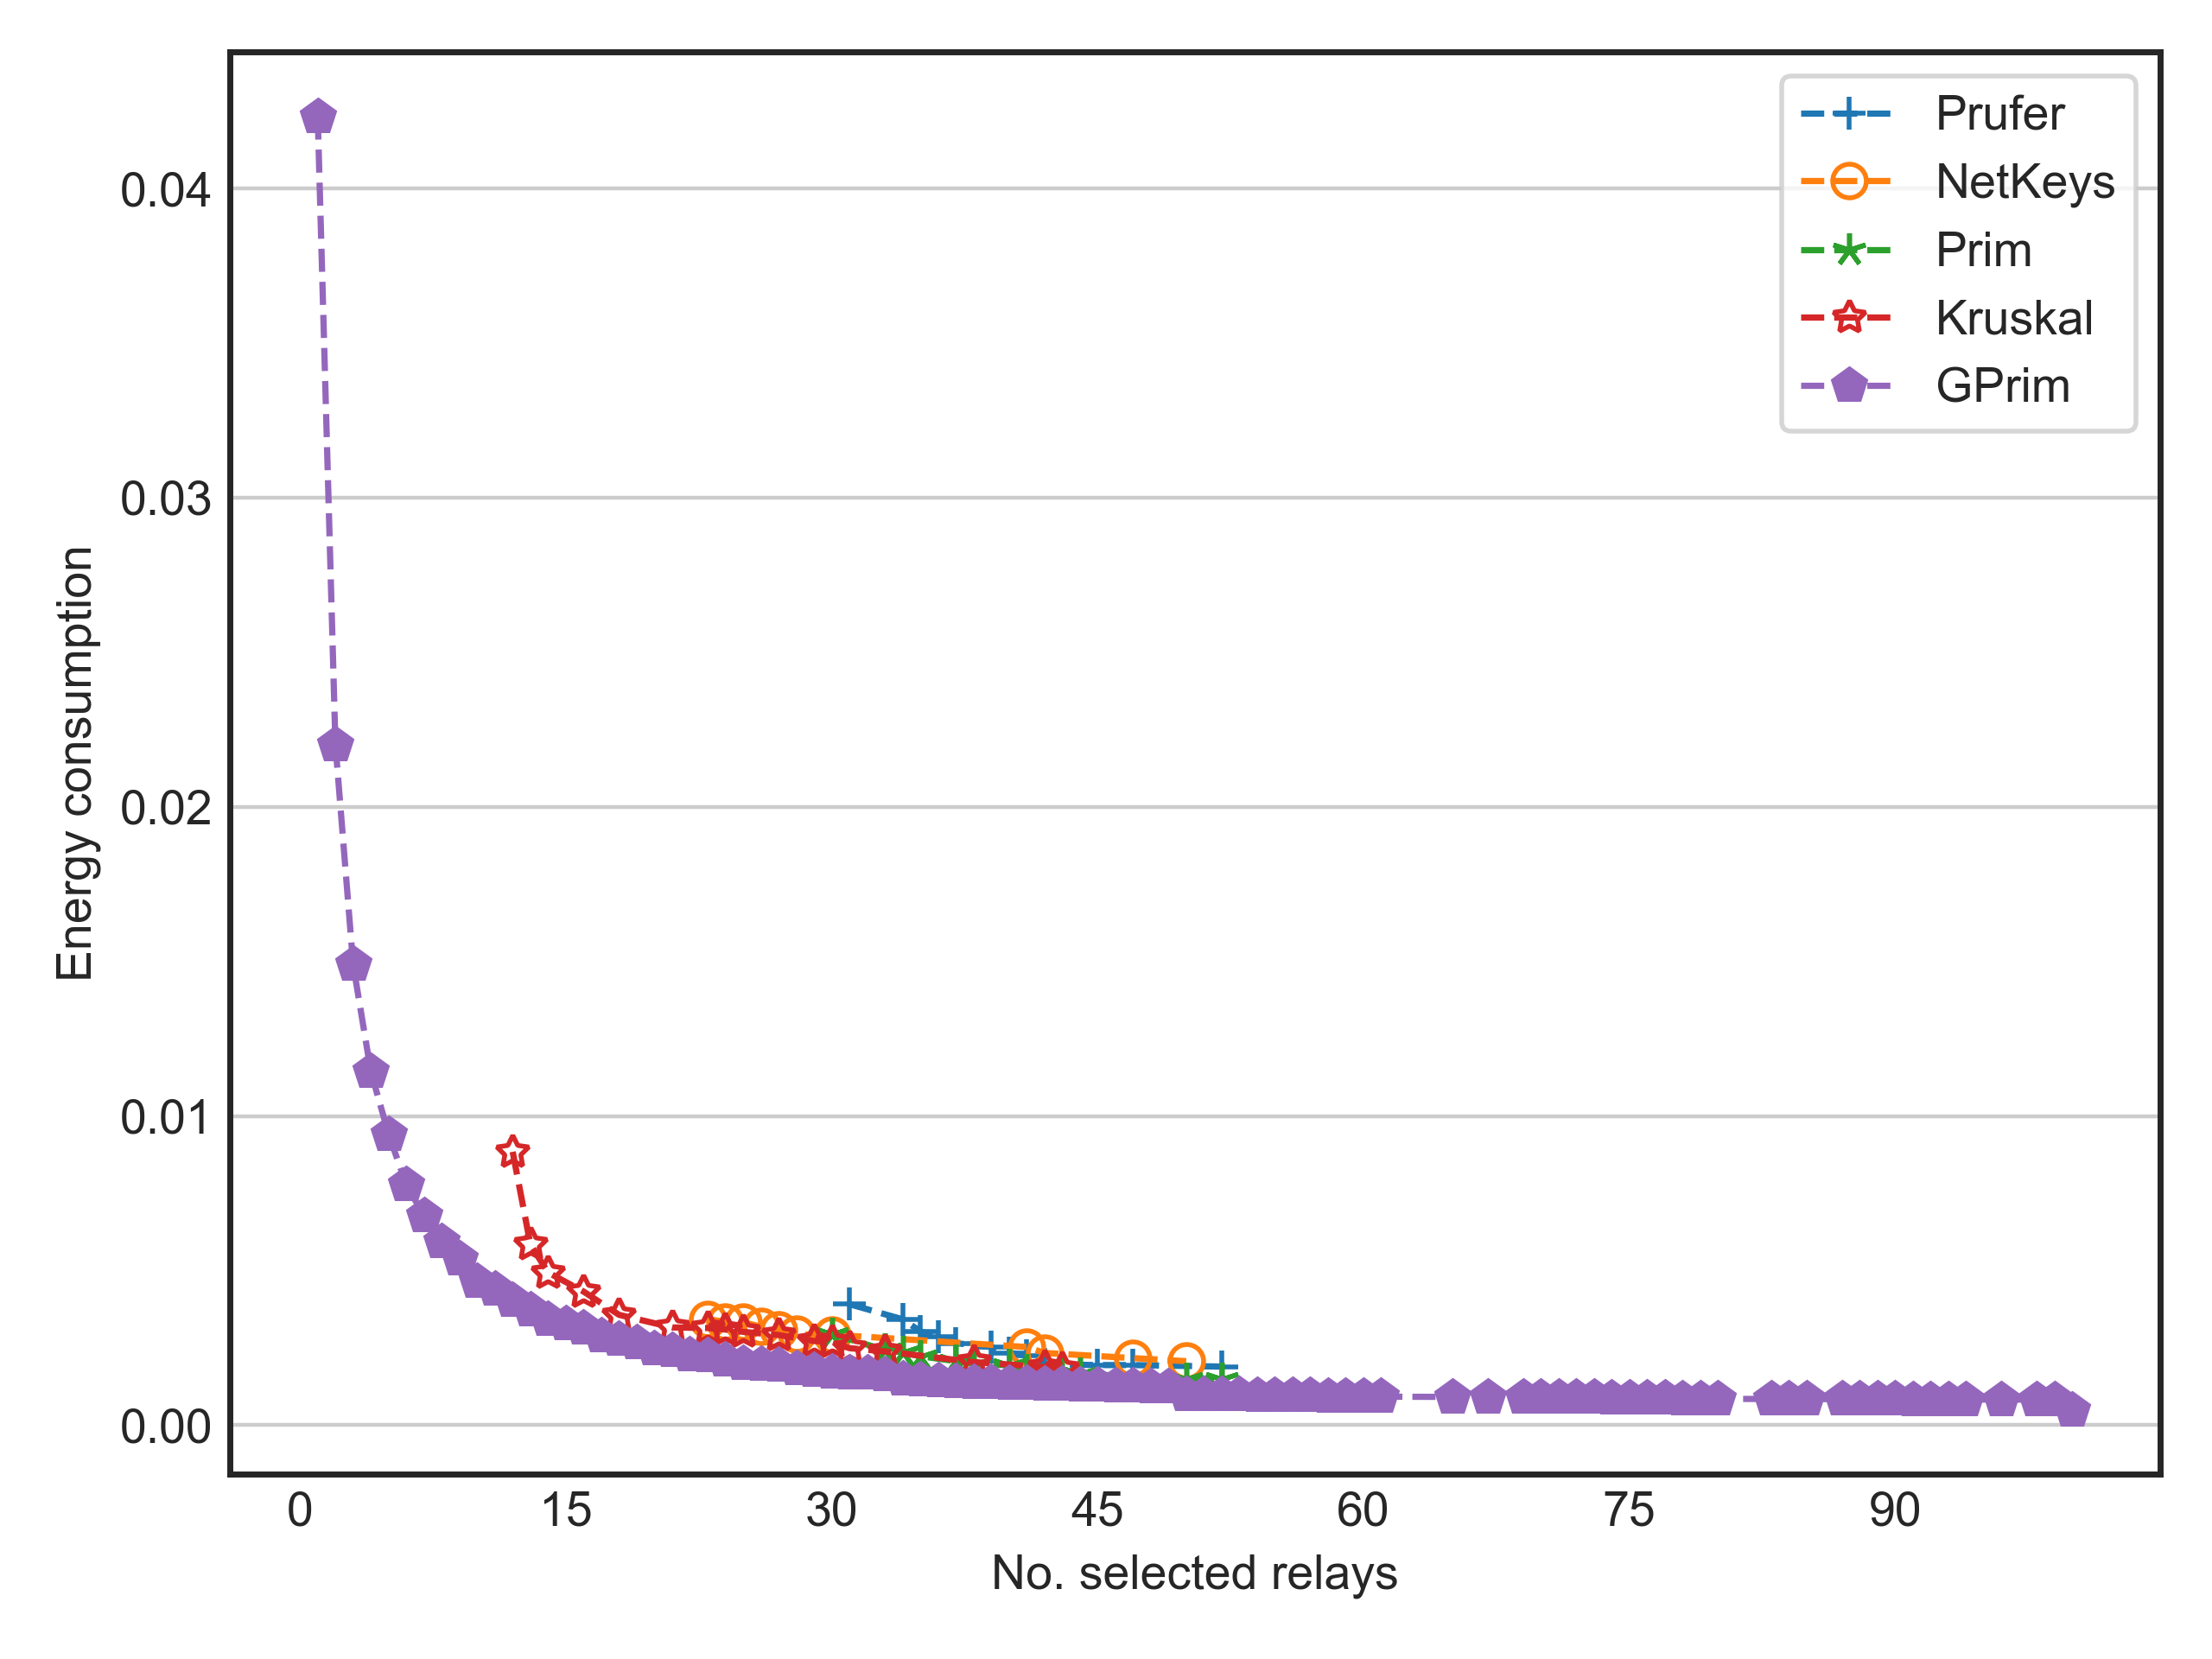 Prufer
NetKeys
Prim
Kruskal
GPrim
0.04
0.03
0.02
0.01
0.00
Energy consumption
0 15 30 45 60 75 90
No. selected relays